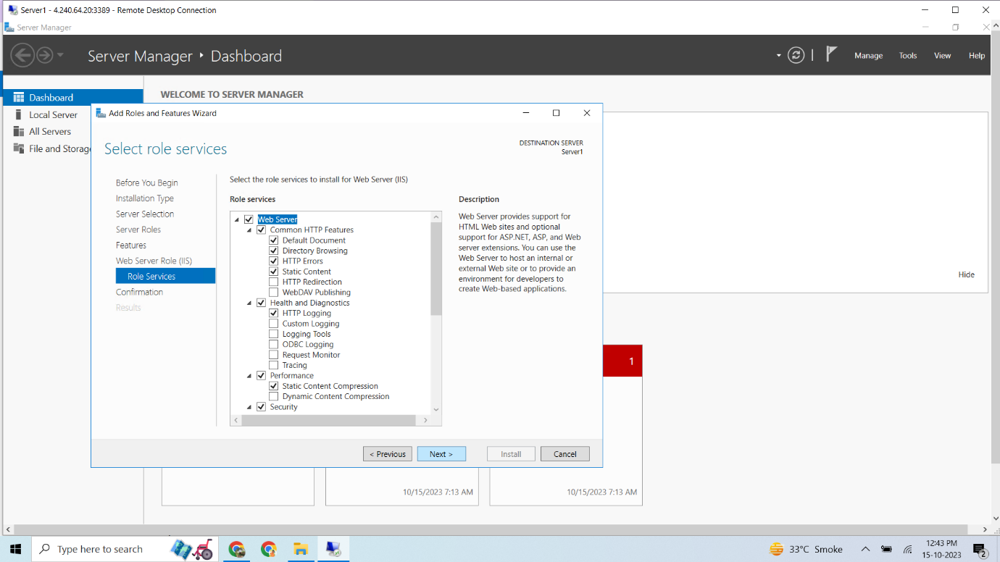 Server1 - 4.240.64.20:3389 - Remote Desktop Connection
Server Manager
Server Manager ‣ Dashboard
Manage Tools View Help
Dashboard
Local Server
All Servers
File and Storage
WELCOME TO SERVER MANAGER
Add Roles and Features Wizard
Select role services
DESTINATION SERVER
Server1
Before You Begin
Installation Type
Server Selection
Server Roles
Features
Web Server Role (IIS)
Role Services
Confirmation
Results
Select the role services to install for Web Server (IIS)
Role services
Web Server
Common HTTP Features
Default Document
Directory Browsing
HTTP Errors
Static Content
HTTP Redirection
WebDAV Publishing
Health and Diagnostics
HTTP Logging
Custom Logging
Logging Tools
ODBC Logging
Request Monitor
Tracing
Performance
Static Content Compression
Dynamic Content Compression
Security
Description
Web Server provides support for
HTML Web sites and optional
support for ASP.NET, ASP, and Web
server extensions. You can use the
Web Server to host an internal or
external Web site or to provide an
environment for developers to
create Web-based applications.
< Previous Next > Install Cancel
Hide
1
10/15/2023 7:13 AM 10/15/2023 7:13 AM
Type here to search
33°C Smoke
12:43 PM
15-10-2023
2